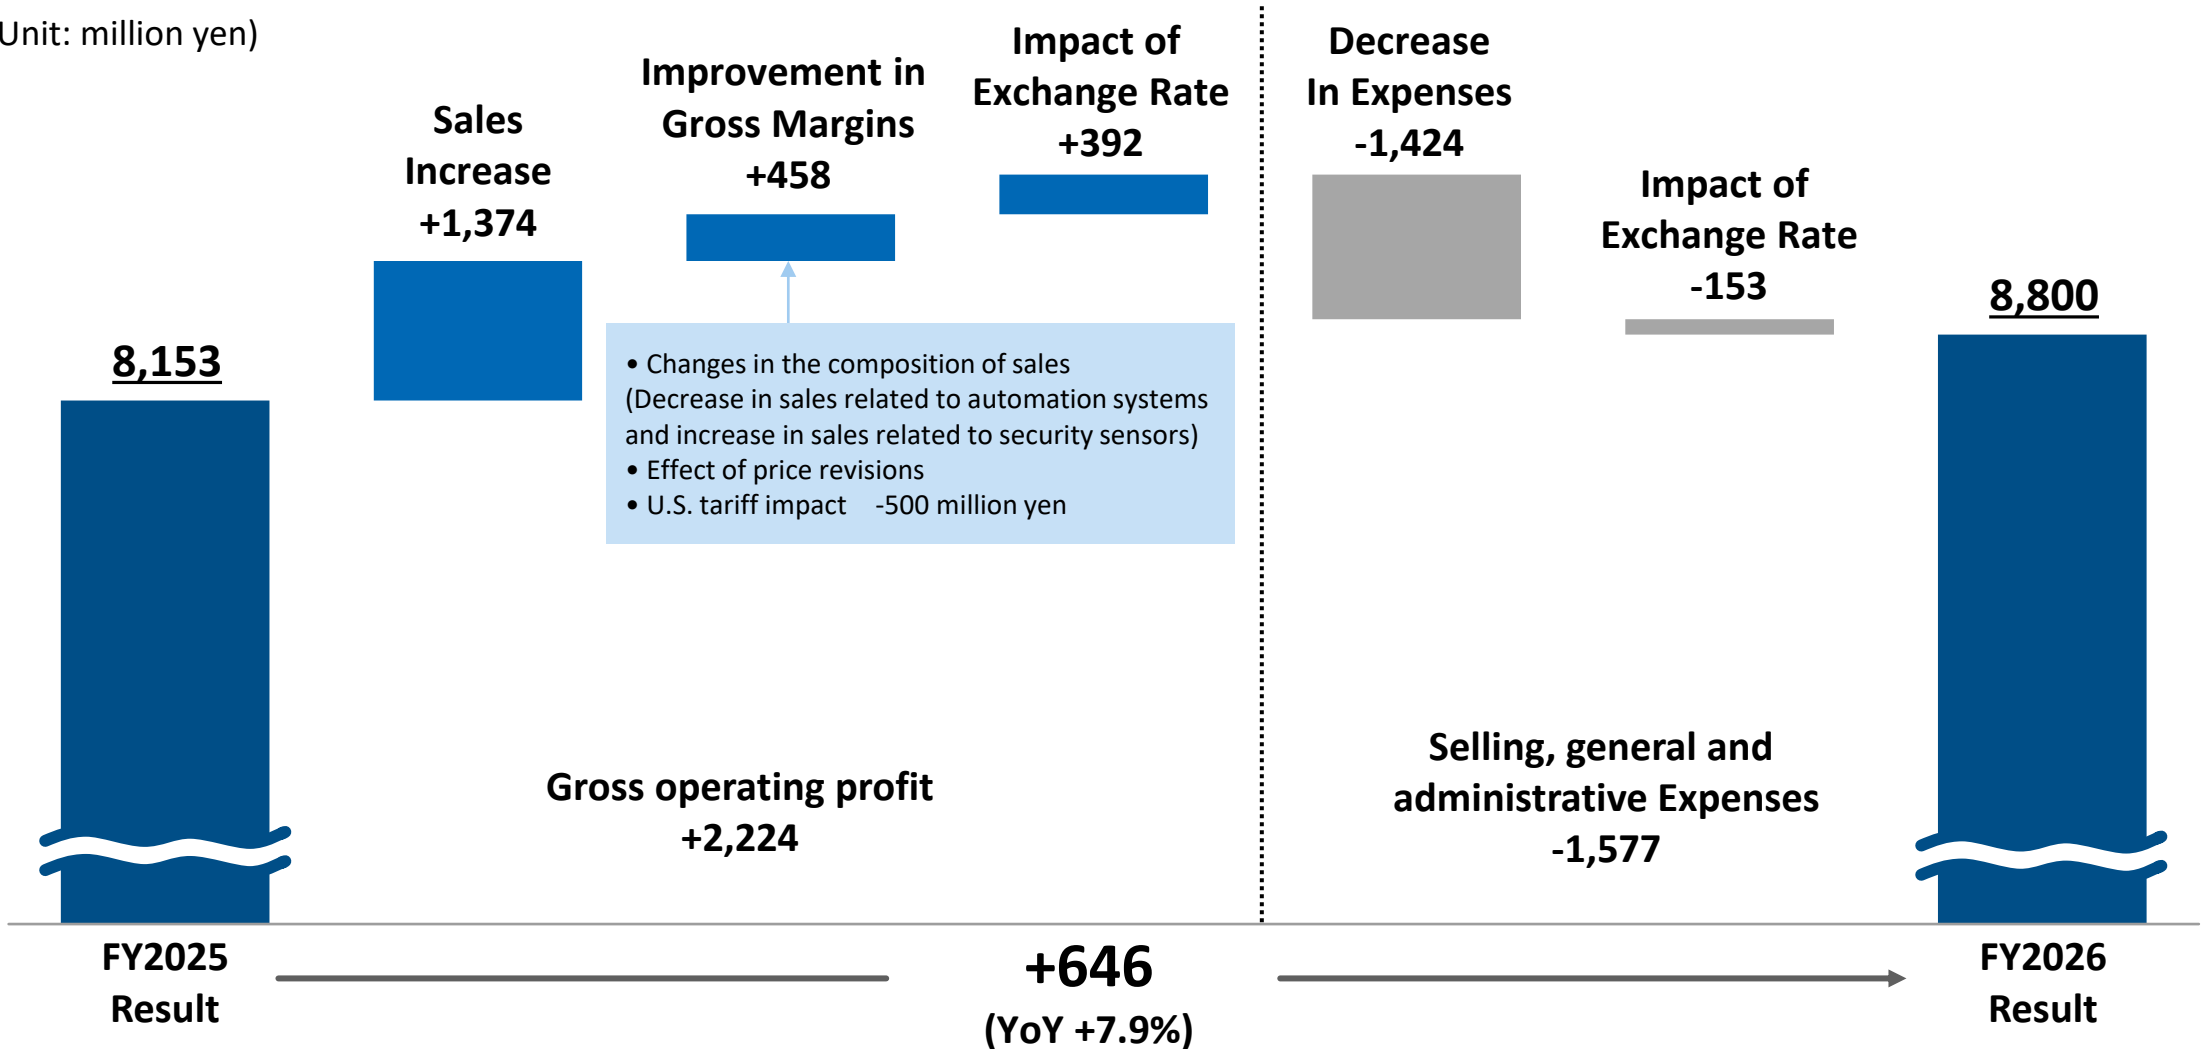 Unit: million yen)
Sales
Increase
+1,374
Improvement in
Gross Margins
+458
Impact of
Exchange Rate
+392
Decrease
In Expenses
-1,424
Impact of
Exchange Rate
-153
8,153
8,800
• Changes in the composition of sales
(Decrease in sales related to automation systems
and increase in sales related to security sensors)
• Effect of price revisions
• U.S. tariff impact -500 million yen
Gross operating profit
+2,224
Selling, general and
administrative Expenses
-1,577
FY2025
Result
+646
(YoY +7.9%)
FY2026
Result